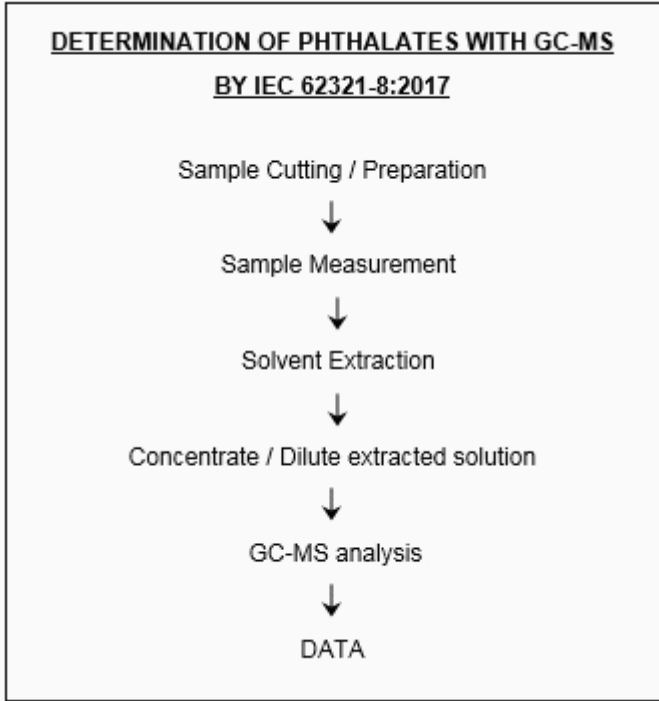 DETERMINATION OF PHTHALATES WITH GC-MS
BY IEC 62321-8:2017
Sample Cutting / Preparation
Sample Measurement
Solvent Extraction
Concentrate / Dilute extracted solution
GC-MS analysis
DATA